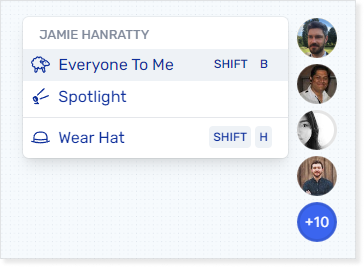 JAMIE HANRATTY
Everyone To Me SHIFT B
Spotlight
Wear Hat SHIFT H
+10